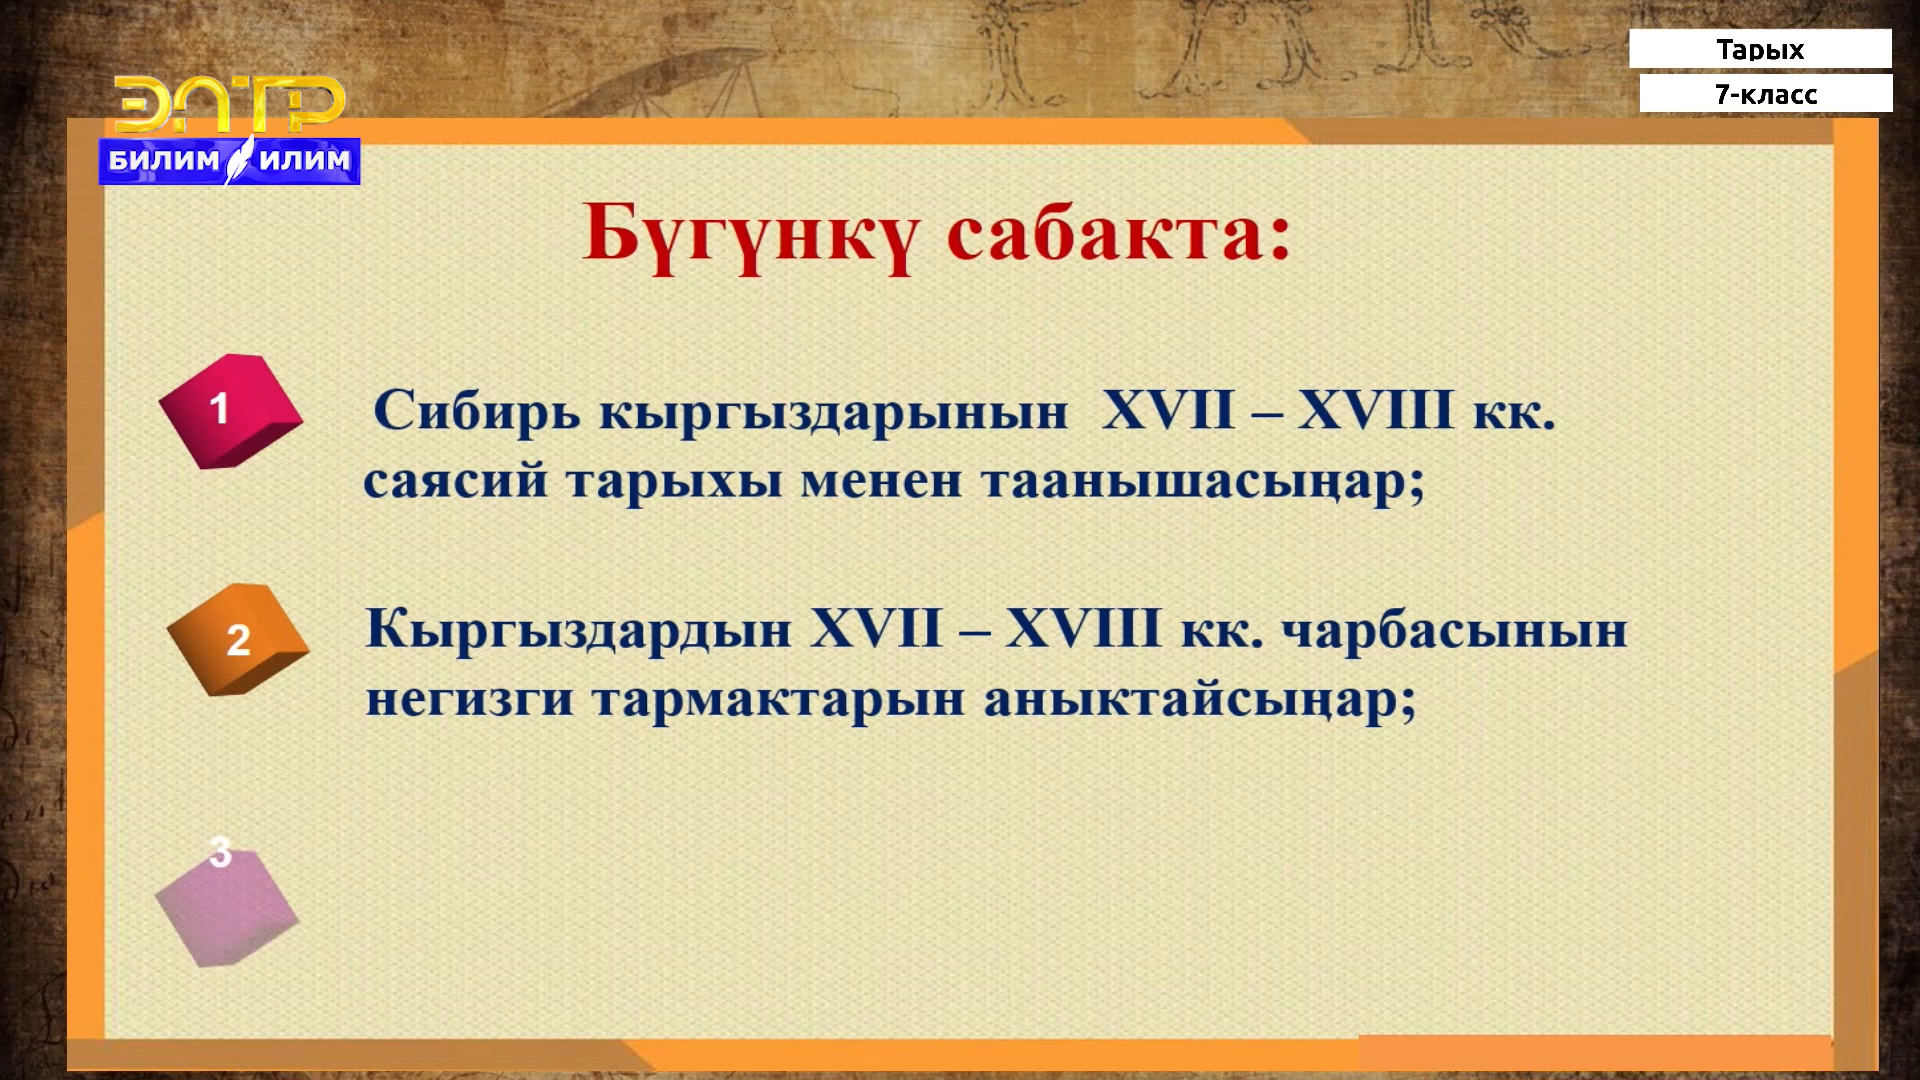 Тарых
7-класс
ЭЛТР
БИЛИМ ИЛИМ
Бүгүнкү сабакта:
1
Сибирь кыргыздарынын XVII – XVIII кк.
саясий тарыхы менен таанышасыңар;
2
Кыргыздардын XVII – XVIII кк. чарбасынын
негизги тармактарын аныктайсыңар;
3